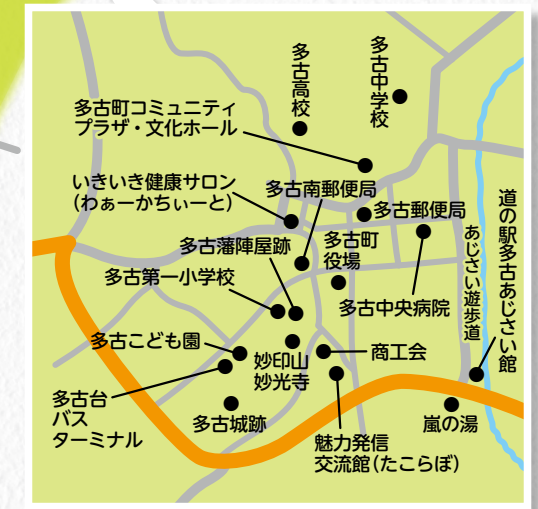 多古高校
多古中学校
多古町コミュニティ
プラザ・文化ホール
いきいき健康サロン
(わぁーかちぃーと)
多古南郵便局
多古郵便局
道の駅多古あじさい館
あじさい遊歩道
多古藩陣屋跡
多古町
役場
多古第一小学校
多古中央病院
多古こども園
妙印山
妙光寺
商工会
多古台
バス
ターミナル
多古城跡
魅力発信
交流館(たこらぼ)
嵐の湯